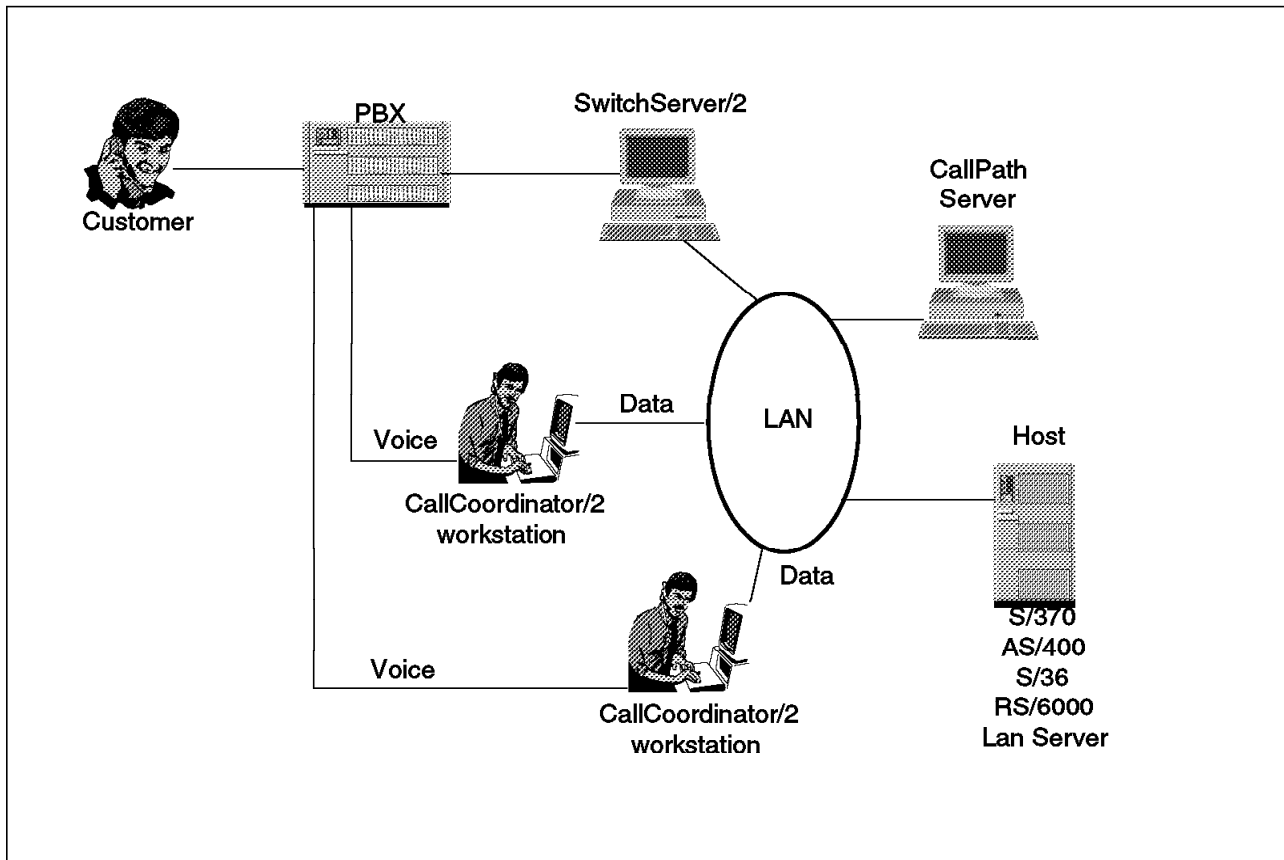 PBX
SwitchServer/2
Customer
CallPath
Server
Data
LAN
Voice
Host
CallCoordinator/2
workstation
Data
Voice
S/370
AS/400
S/36
RS/6000
Lan Server
CallCoordinator/2
workstation